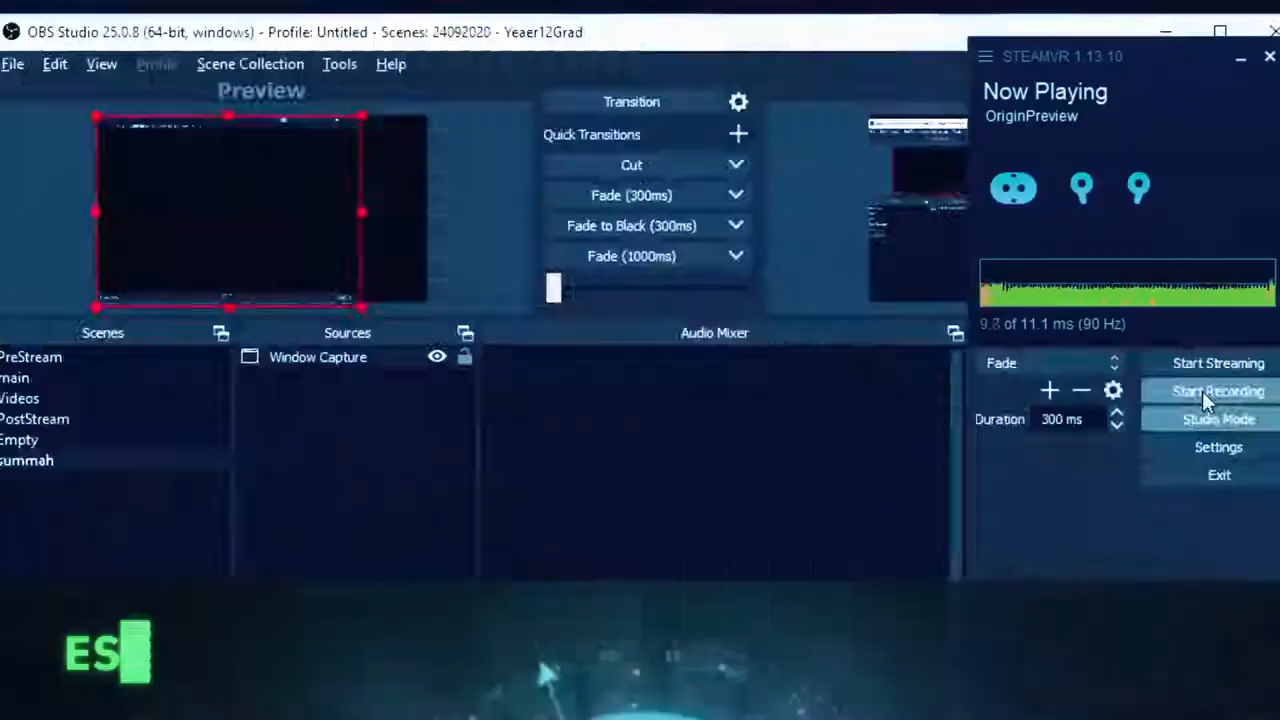 OBS Studio 25.0.8 (64-bit, windows) - Profile: Untitled - Scenes: 24092020 - Yeaer12Grad
File Edit View Profile Scene Collection Tools Help
STEAMVR 1.13.10
Now Playing
OriginPreview
Preview
Transition
Quick Transitions
Cut
Fade (300ms)
Fade to Black (300ms)
Fade (1000ms)
9.8 of 11.1 ms (90 Hz)
Scenes
Sources
Audio Mixer
PreStream
main
Videos
PostStream
Empty
summah
Window Capture
Fade
Duration 300 ms
Start Streaming
Start Recording
Studio Mode
Settings
Exit
ES